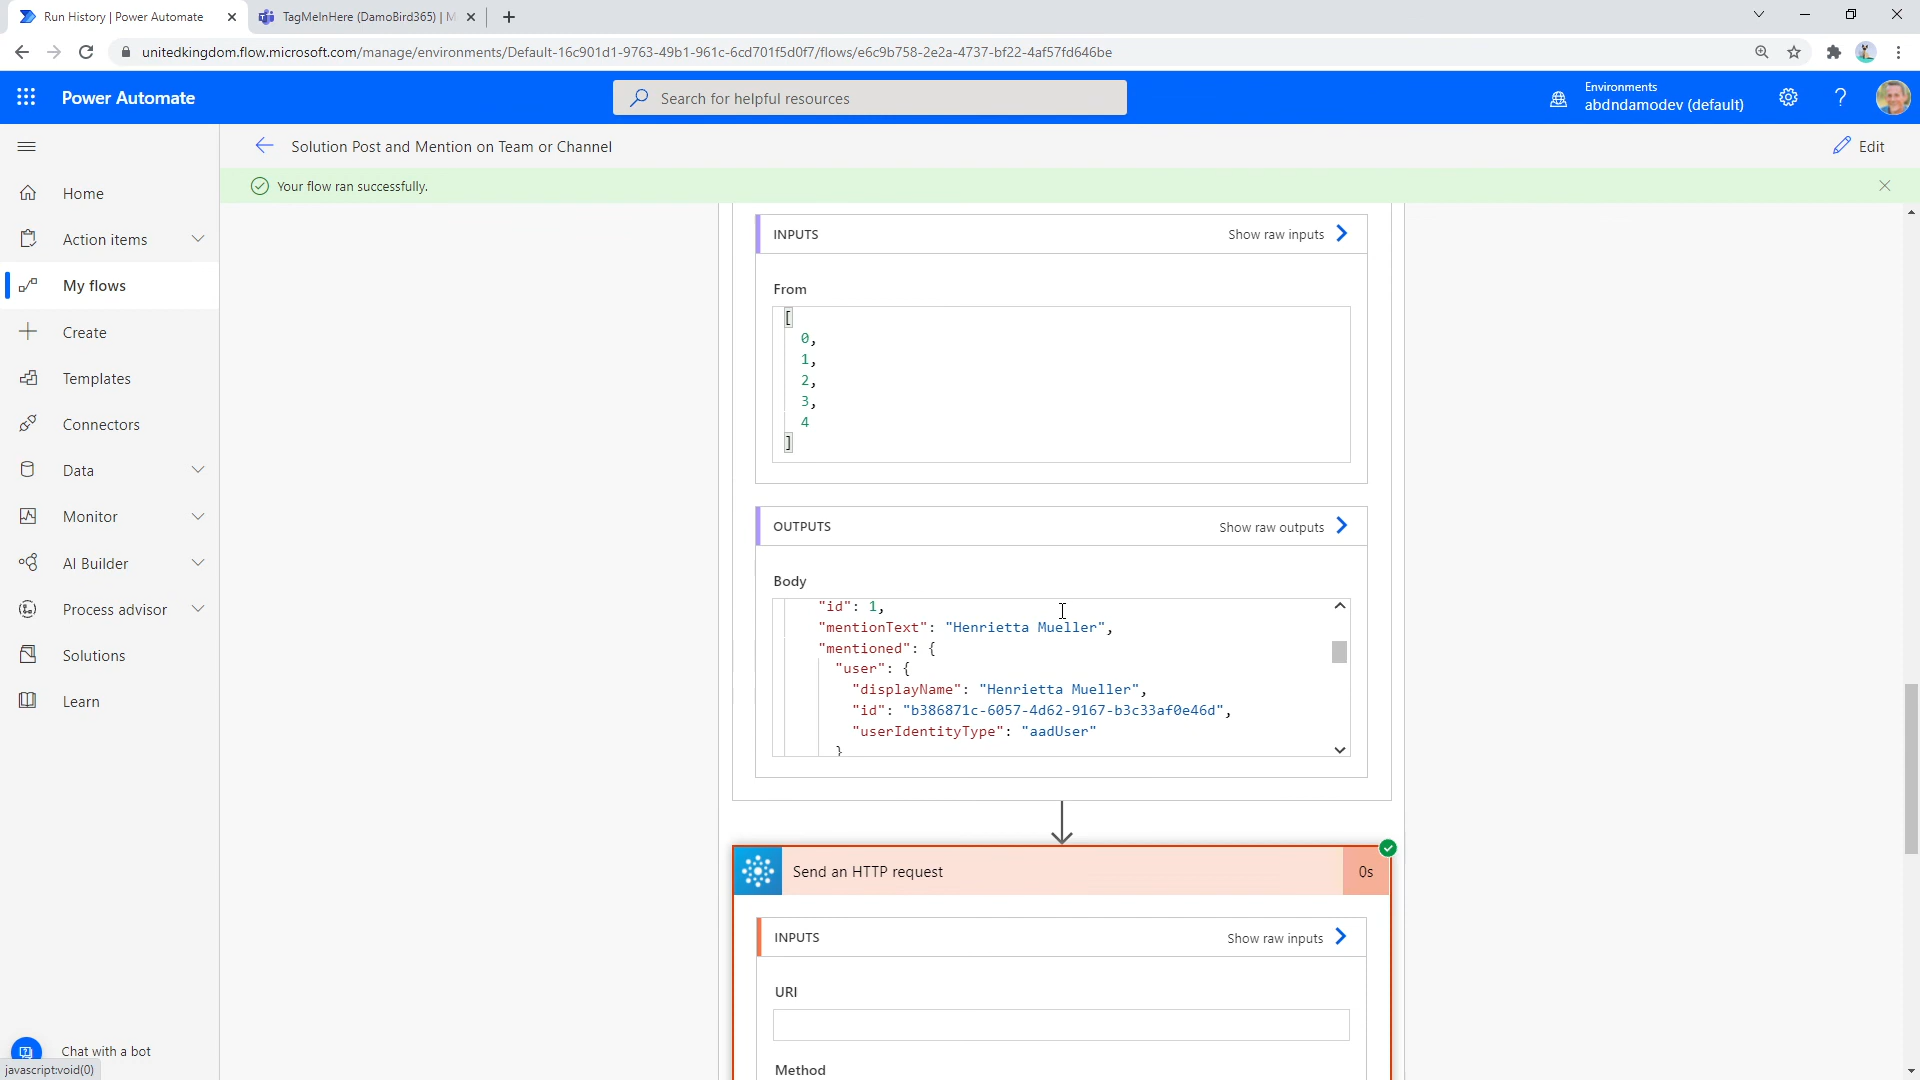 Run History | Power Automate
TagMeInHere (DamoBird365) | M
unitedkingdom.flow.microsoft.com/manage/environments/Default-16c901d1-9763-49b1-961c-6cd701f5d0f7/flows/e6c9b758-2e2a-4737-bf22-4af57fd646be
Power Automate
Search for helpful resources
Environments
abdndamodev (default)
Solution Post and Mention on Team or Channel
Edit
Your flow ran successfully.
Home
Action items
My flows
Create
Templates
Connectors
Data
Monitor
AI Builder
Process advisor
Solutions
Learn
Chat with a bot
javascript:void(0)
INPUTS
Show raw inputs
From
[
0,
1,
2,
3,
4
]
OUTPUTS
Show raw outputs
Body
"id": 1,
"mentionText": "Henrietta Mueller",
"mentioned": {
"user": {
"displayName": "Henrietta Mueller",
"id": "b386871c-6057-4d62-9167-b3c33af0e46d",
"userIdentityType": "aadUser"
}
Send an HTTP request
0s
INPUTS
Show raw inputs
URI
Method